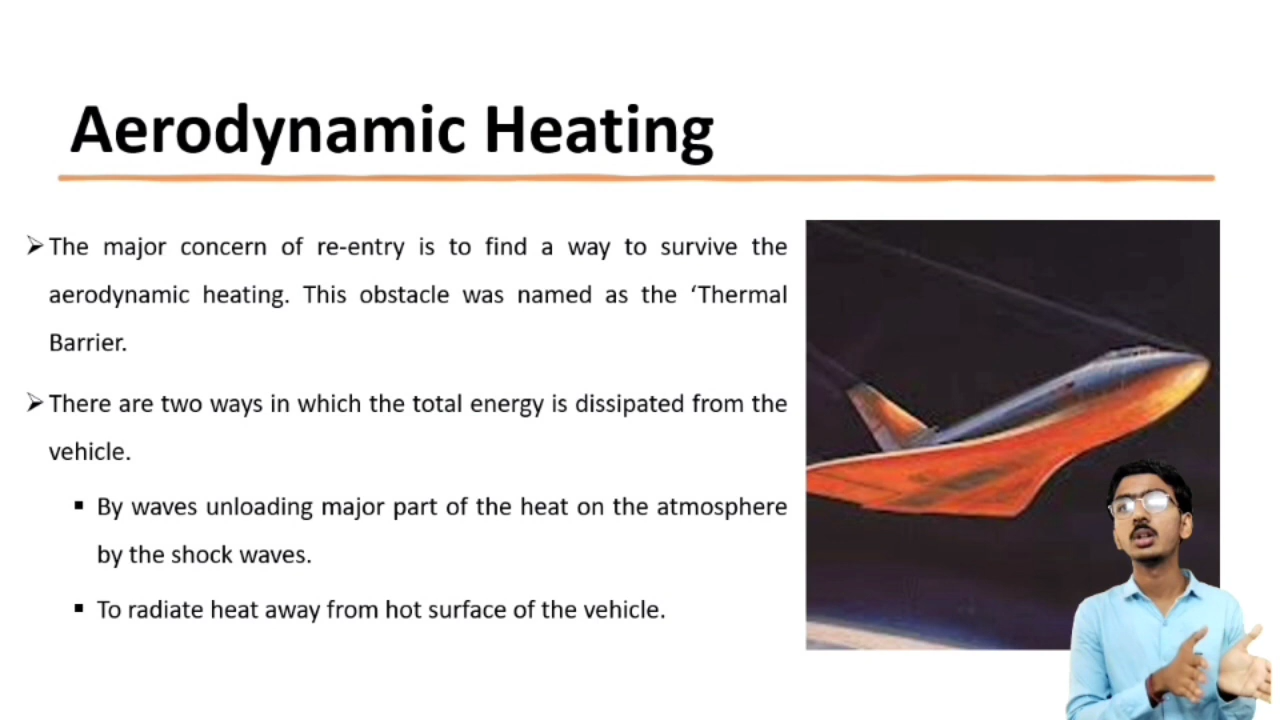 Aerodynamic Heating
➢The major concern of re-entry is to find a way to survive the
aerodynamic heating. This obstacle was named as the ‘Thermal
Barrier.
➢There are two ways in which the total energy is dissipated from the
vehicle.
▪ By waves unloading major part of the heat on the atmosphere
by the shock waves.
▪ To radiate heat away from hot surface of the vehicle.